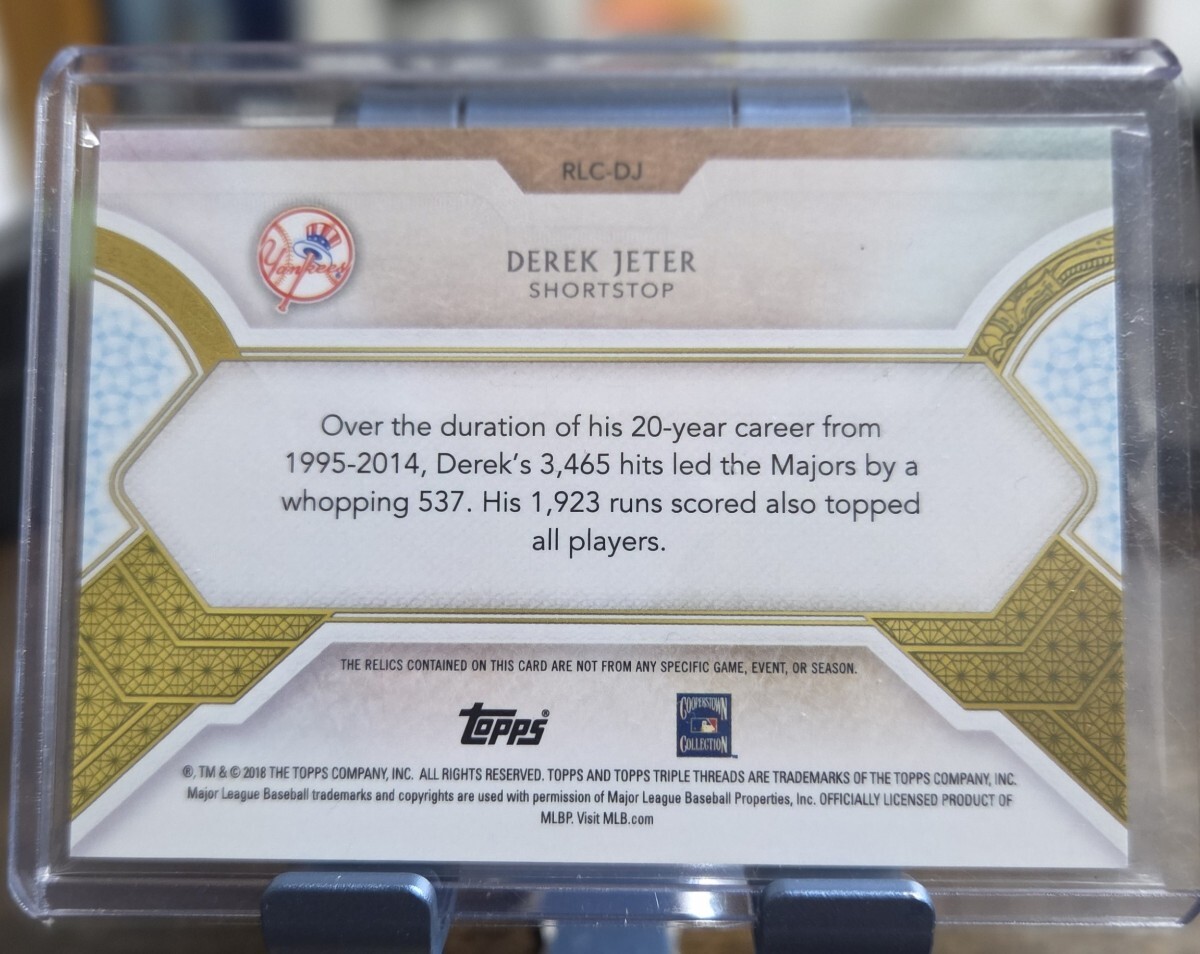 RLC-DJ
Yankees
DEREK JETER
SHORTSTOP
Over the duration of his 20-year career from
1995-2014, Derek's 3,465 hits led the Majors by a
whopping 537. His 1,923 runs scored also topped
all players.
THE RELICS CONTAINED ON THIS CARD ARE NOT FROM ANY SPECIFIC GAME, EVENT, OR SEASON.
topps®
COOPERSTOWN
COLLECTION™
®, TM & © 2018 THE TOPPS COMPANY, INC. ALL RIGHTS RESERVED. TOPPS AND TOPPS TRIPLE THREADS ARE TRADEMARKS OF THE TOPPS COMPANY, INC.
Major League Baseball trademarks and copyrights are used with permission of Major League Baseball Properties, Inc. OFFICIALLY LICENSED PRODUCT OF
MLBP. Visit MLB.com